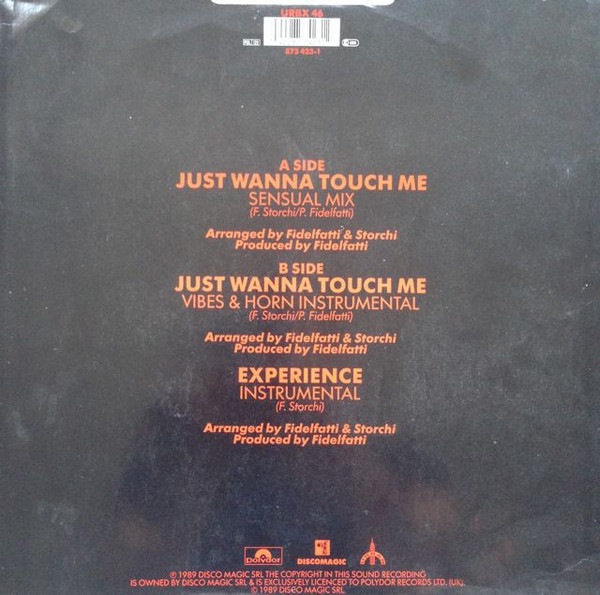 URBX 46
873 423-1
A SIDE
JUST WANNA TOUCH ME
SENSUAL MIX
(F. Storchi/P. Fidelfatti)
Arranged by Fidelfatti & Storchi
Produced by Fidelfatti
B SIDE
JUST WANNA TOUCH ME
VIBES & HORN INSTRUMENTAL
(F. Storchi/P. Fidelfatti)
Arranged by Fidelfatti & Storchi
Produced by Fidelfatti
EXPERIENCE
INSTRUMENTAL
(F. Storchi)
Arranged by Fidelfatti & Storchi
Produced by Fidelfatti
polydor
DISCOMAGIC
℗ 1989 DISCO MAGIC SRL THE COPYRIGHT IN THIS SOUND RECORDING
IS OWNED BY DISCO MAGIC SRL & IS EXCLUSIVELY LICENCED TO POLYDOR RECORDS LTD. (UK).
© 1989 DISCO MAGIC SRL.